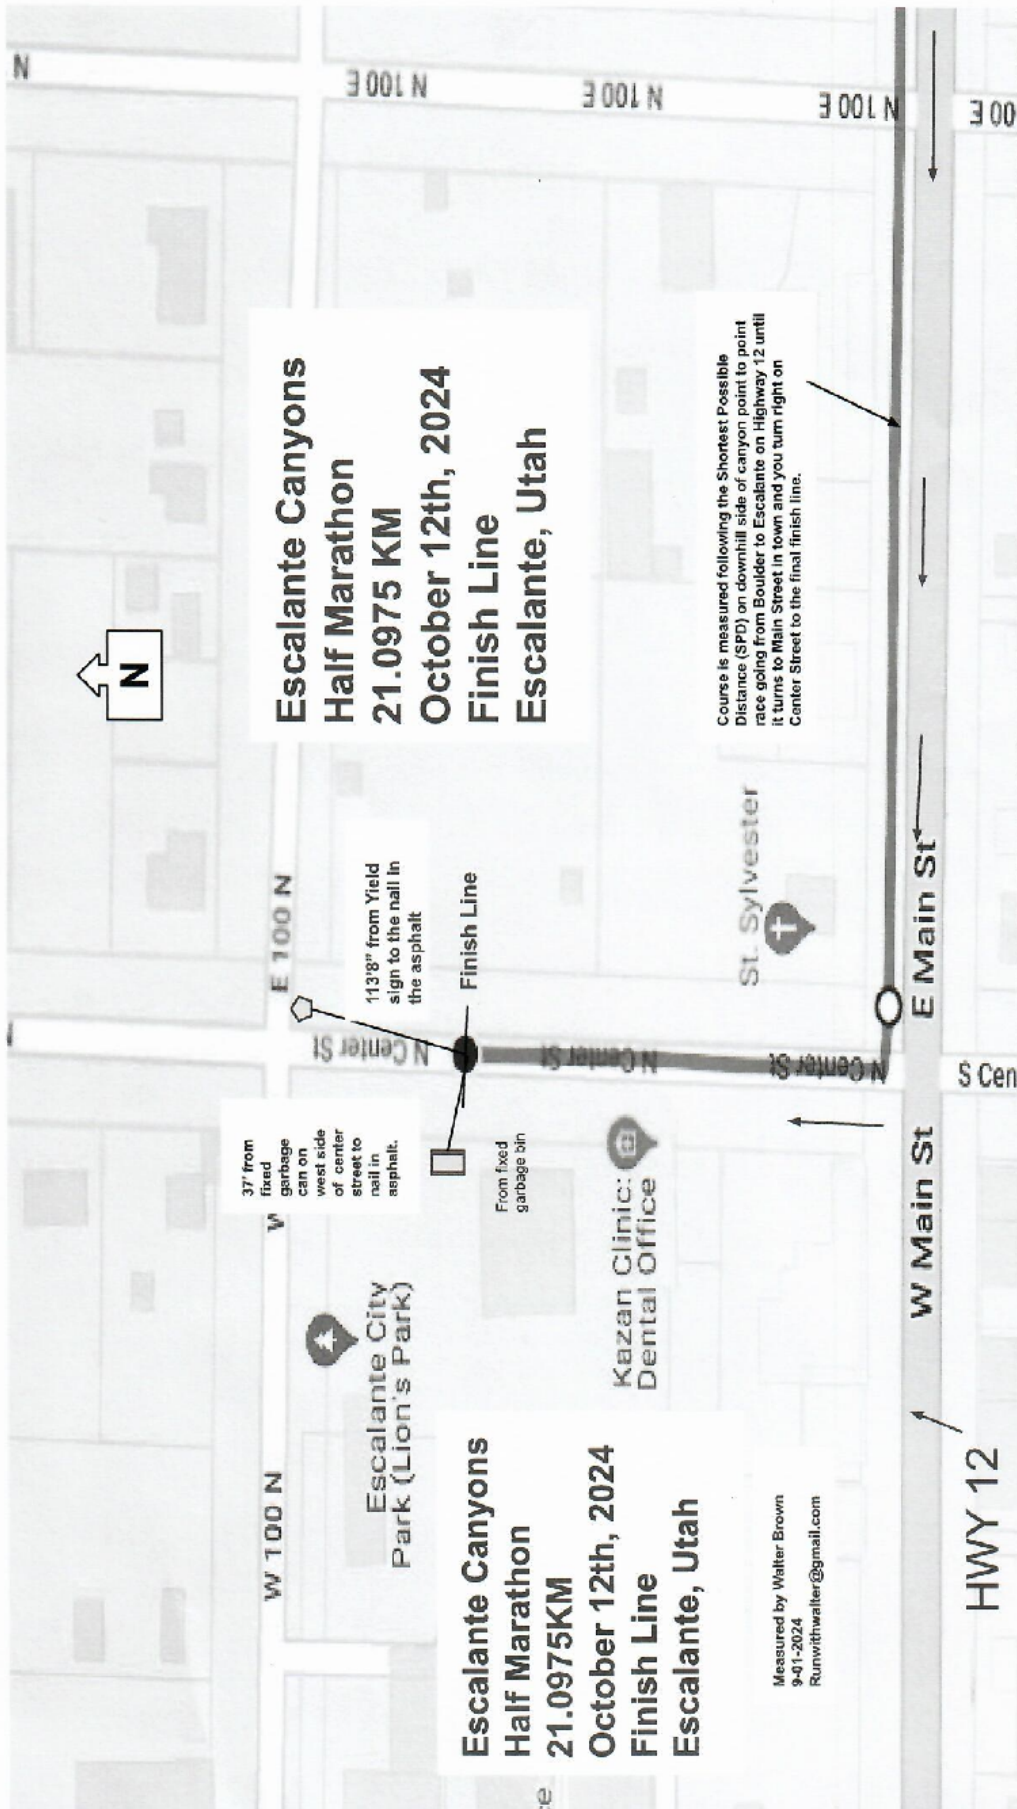 N
Escalante Canyons
Half Marathon
21.0975 KM
October 12th, 2024
Finish Line
Escalante, Utah
N
N 100 E
N 100 E
N 100 E
00 E
W 100 N
W
E 100 N
37' from
fixed
garbage
can on
west side
of center
street to
nail in
asphalt.
113'8" from Yield
sign to the nail in
the asphalt
N Center St
Finish Line
From fixed
garbage bin
N Center St
N Center St
Escalante City
Park (Lion's Park)
Kazan Clinic:
Dental Office
St. Sylvester
Course is measured following the Shortest Possible
Distance (SPD) on downhill side of canyon point to point
race going from Boulder to Escalante on Highway 12 until
it turns to Main Street in town and you turn right on
Center Street to the final finish line.
Escalante Canyons
Half Marathon
21.0975KM
October 12th, 2024
Finish Line
Escalante, Utah
ce
Measured by Walter Brown
9-01-2024
Runwithwalter@gmail.com
W Main St
E Main St
S Cen
HWY 12